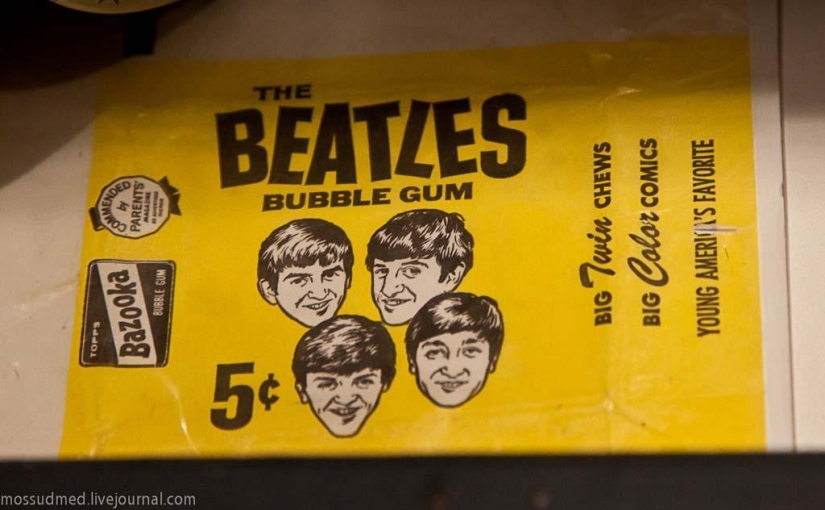 THE
BEATLES
BUBBLE GUM
COMMENDED
by
PARENTS'
MAGAZINE
TOPPS
Bazooka
BUBBLE GUM
5¢
BIG Twin CHEWS
BIG Color COMICS
YOUNG AMERICA'S FAVORITE
mossudmed.livejournal.com